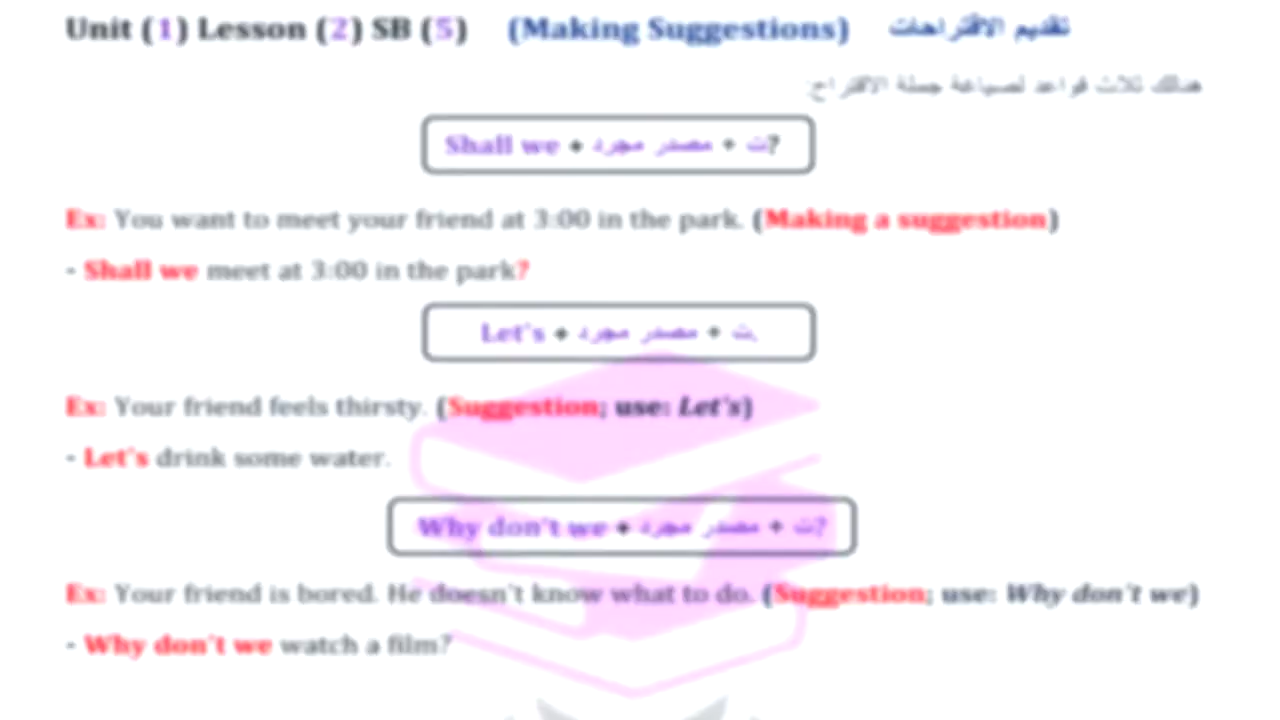 Unit (1) Lesson (2) SB (5) (Making Suggestions) تقديم الاقتراحات
هنالك ثلاث قواعد لصياغة جملة الاقتراح:
Shall we + مصدر مجرد + ت?
Ex: You want to meet your friend at 3:00 in the park. (Making a suggestion)
- Shall we meet at 3:00 in the park?
Let's + مصدر مجرد + ت.
Ex: Your friend feels thirsty. (Suggestion; use: Let's)
- Let's drink some water.
Why don't we + مصدر مجرد + ت?
Ex: Your friend is bored. He doesn't know what to do. (Suggestion; use: Why don't we)
- Why don't we watch a film?